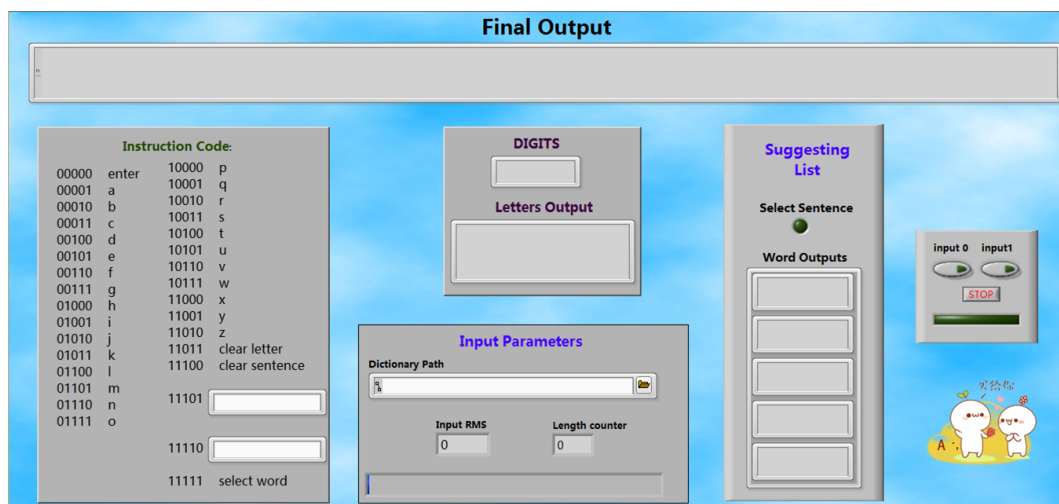 Final Output
Instruction Code:
00000 enter
00001 a
00010 b
00011 c
00100 d
00101 e
00110 f
00111 g
01000 h
01001 i
01010 j
01011 k
01100 l
01101 m
01110 n
01111 o
10000 p
10001 q
10010 r
10011 s
10100 t
10101 u
10110 v
10111 w
11000 x
11001 y
11010 z
11011 clear letter
11100 clear sentence
11101
11110
11111 select word
DIGITS
Letters Output
Input Parameters
Dictionary Path
Input RMS
0
Length counter
0
Suggesting
List
Select Sentence
Word Outputs
input 0 input1
STOP
A